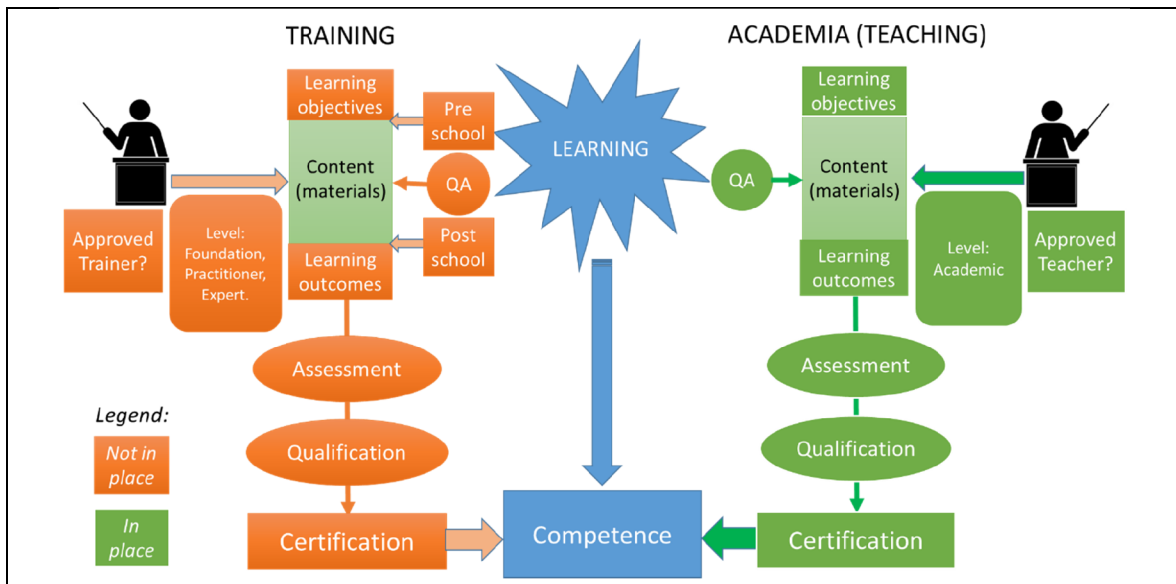 TRAINING
ACADEMIA (TEACHING)
Learning
objectives
Pre
school
Content
(materials)
QA
Post
school
Learning
outcomes
Approved
Trainer?
Level:
Foundation,
Practitioner,
Expert.
Assessment
Qualification
Certification
LEARNING
Competence
Learning
objectives
QA
Content
(materials)
Learning
outcomes
Level:
Academic
Approved
Teacher?
Assessment
Qualification
Certification
Legend:
Not in
place
In
place